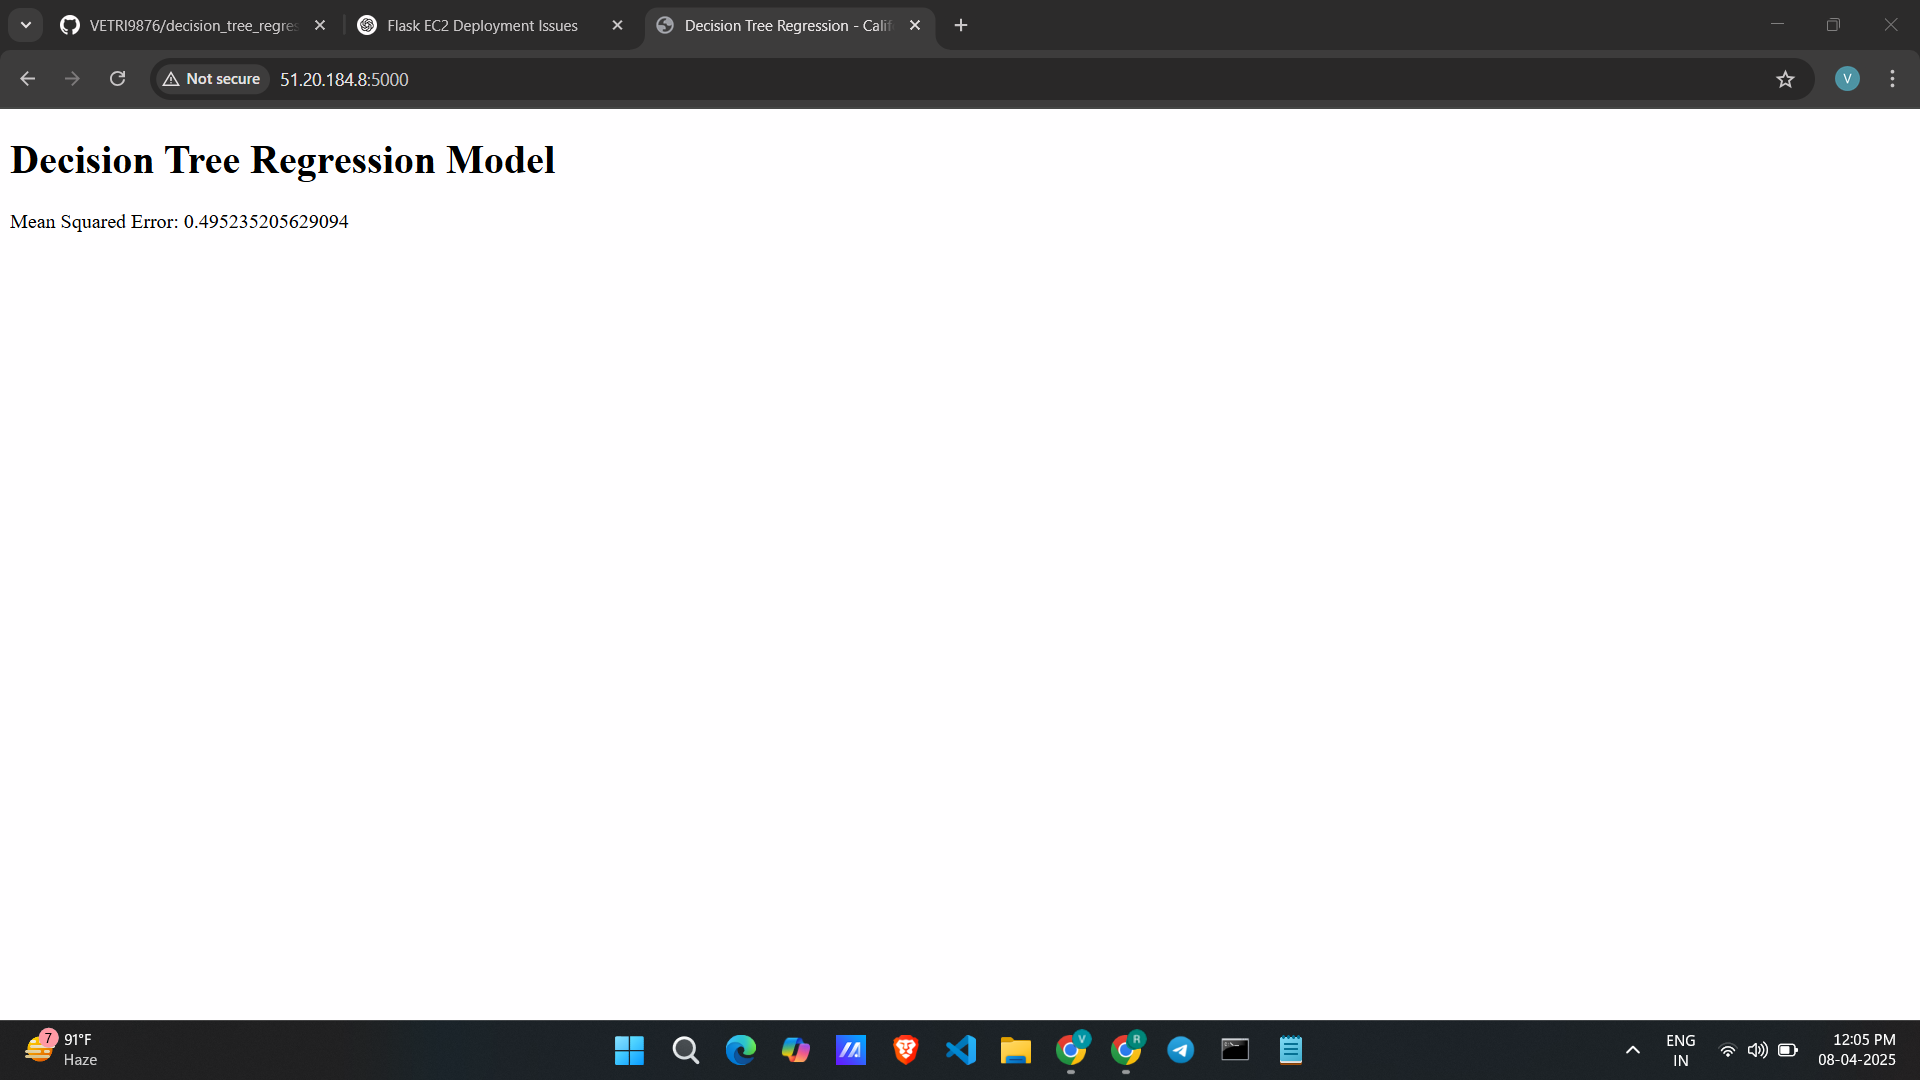 VETRI9876/decision_tree_regres
Flask EC2 Deployment Issues
Decision Tree Regression - Calif
Not secure
51.20.184.8:5000
V
Decision Tree Regression Model
Mean Squared Error: 0.495235205629094
7
91°F
Haze
V
R
ENG
IN
12:05 PM
08-04-2025